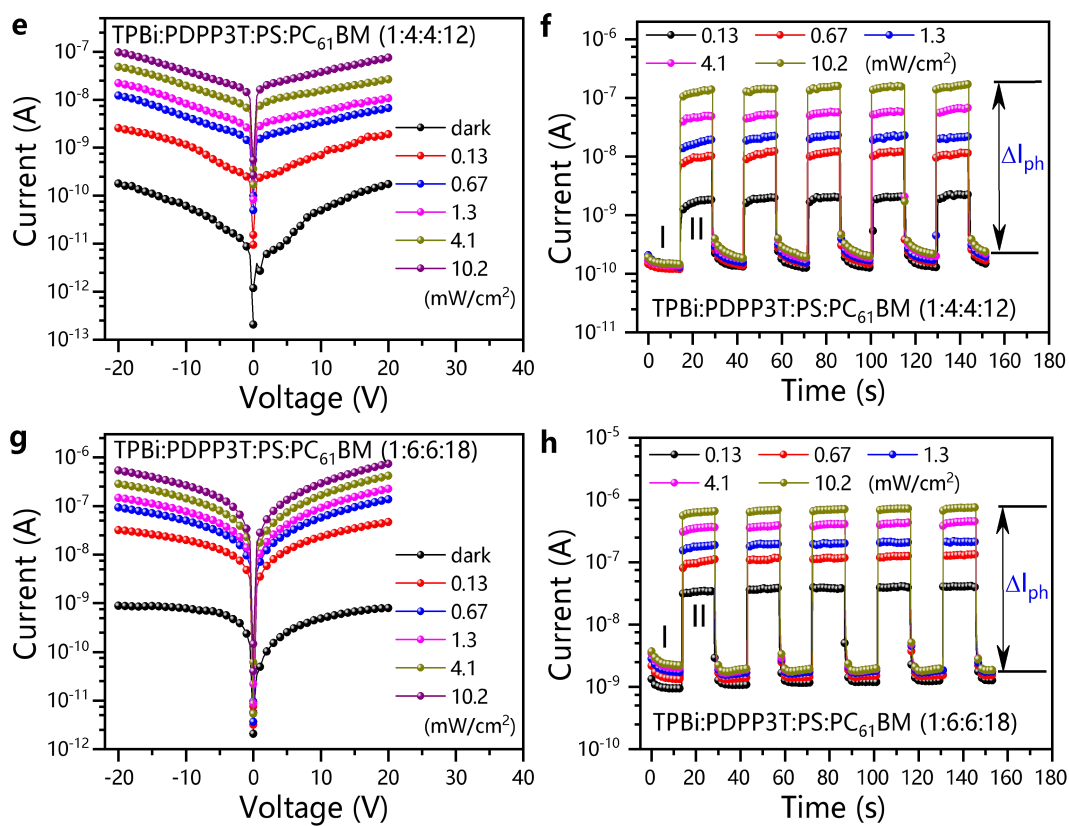 e
TPBi:PDPP3T:PS:PC₆₁BM (1:4:4:12)
10⁻⁷
10⁻⁸
10⁻⁹
10⁻¹⁰
10⁻¹¹
10⁻¹²
10⁻¹³
Current (A)
dark
0.13
0.67
1.3
4.1
10.2
(mW/cm²)
-20 -10 0 10 20 30 40
Voltage (V)
f
0.13 0.67 1.3
4.1 10.2 (mW/cm²)
10⁻⁶
10⁻⁷
10⁻⁸
10⁻⁹
10⁻¹⁰
10⁻¹¹
Current (A)
ΔIₚₕ
I
II
TPBi:PDPP3T:PS:PC₆₁BM (1:4:4:12)
0 20 40 60 80 100 120 140 160 180
Time (s)
g
TPBi:PDPP3T:PS:PC₆₁BM (1:6:6:18)
10⁻⁶
10⁻⁷
10⁻⁸
10⁻⁹
10⁻¹⁰
10⁻¹¹
10⁻¹²
Current (A)
dark
0.13
0.67
1.3
4.1
10.2
(mW/cm²)
-20 -10 0 10 20 30 40
Voltage (V)
h
0.13 0.67 1.3
4.1 10.2 (mW/cm²)
10⁻⁵
10⁻⁶
10⁻⁷
10⁻⁸
10⁻⁹
10⁻¹⁰
Current (A)
ΔIₚₕ
I
II
TPBi:PDPP3T:PS:PC₆₁BM (1:6:6:18)
0 20 40 60 80 100 120 140 160 180
Time (s)